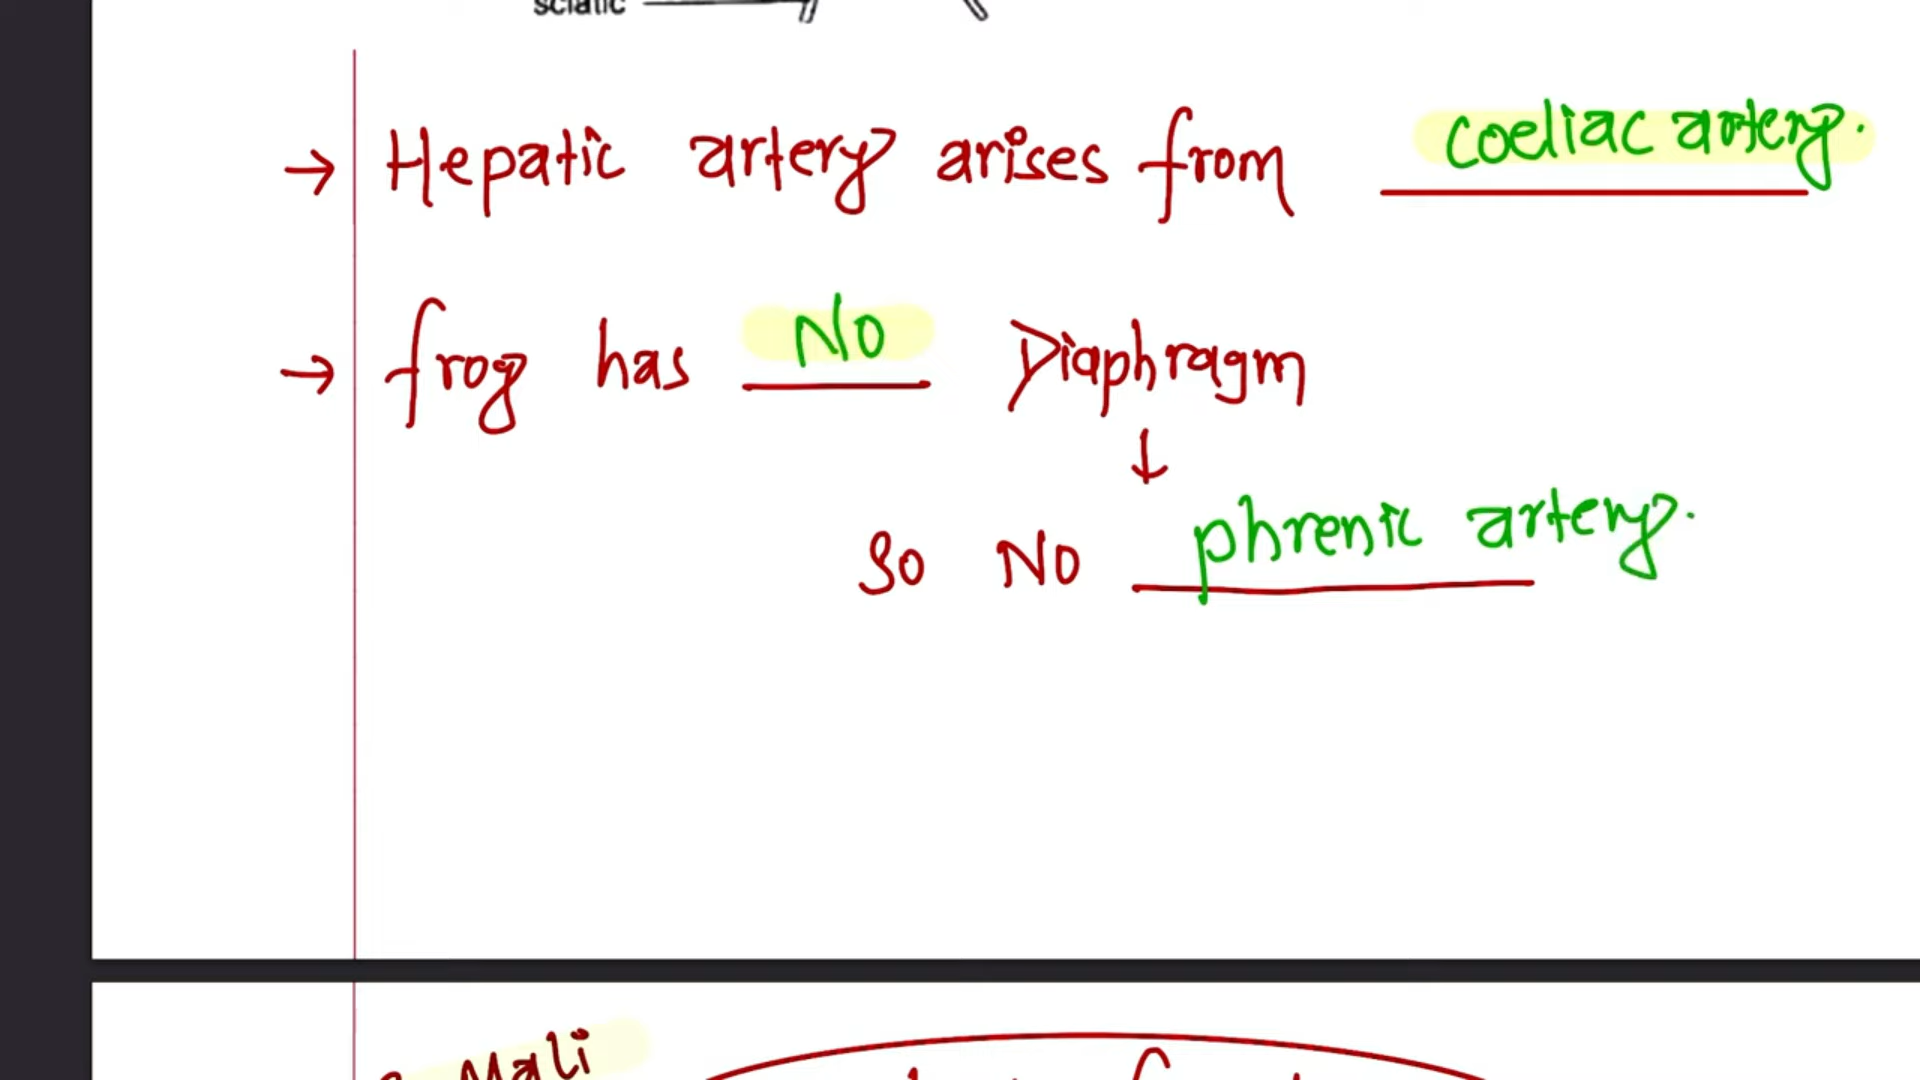 sciatic
→ Hepatic artery arises from coeliac artery.
→ frog has No Diaphragm
↓
So No phrenic artery.
Mali